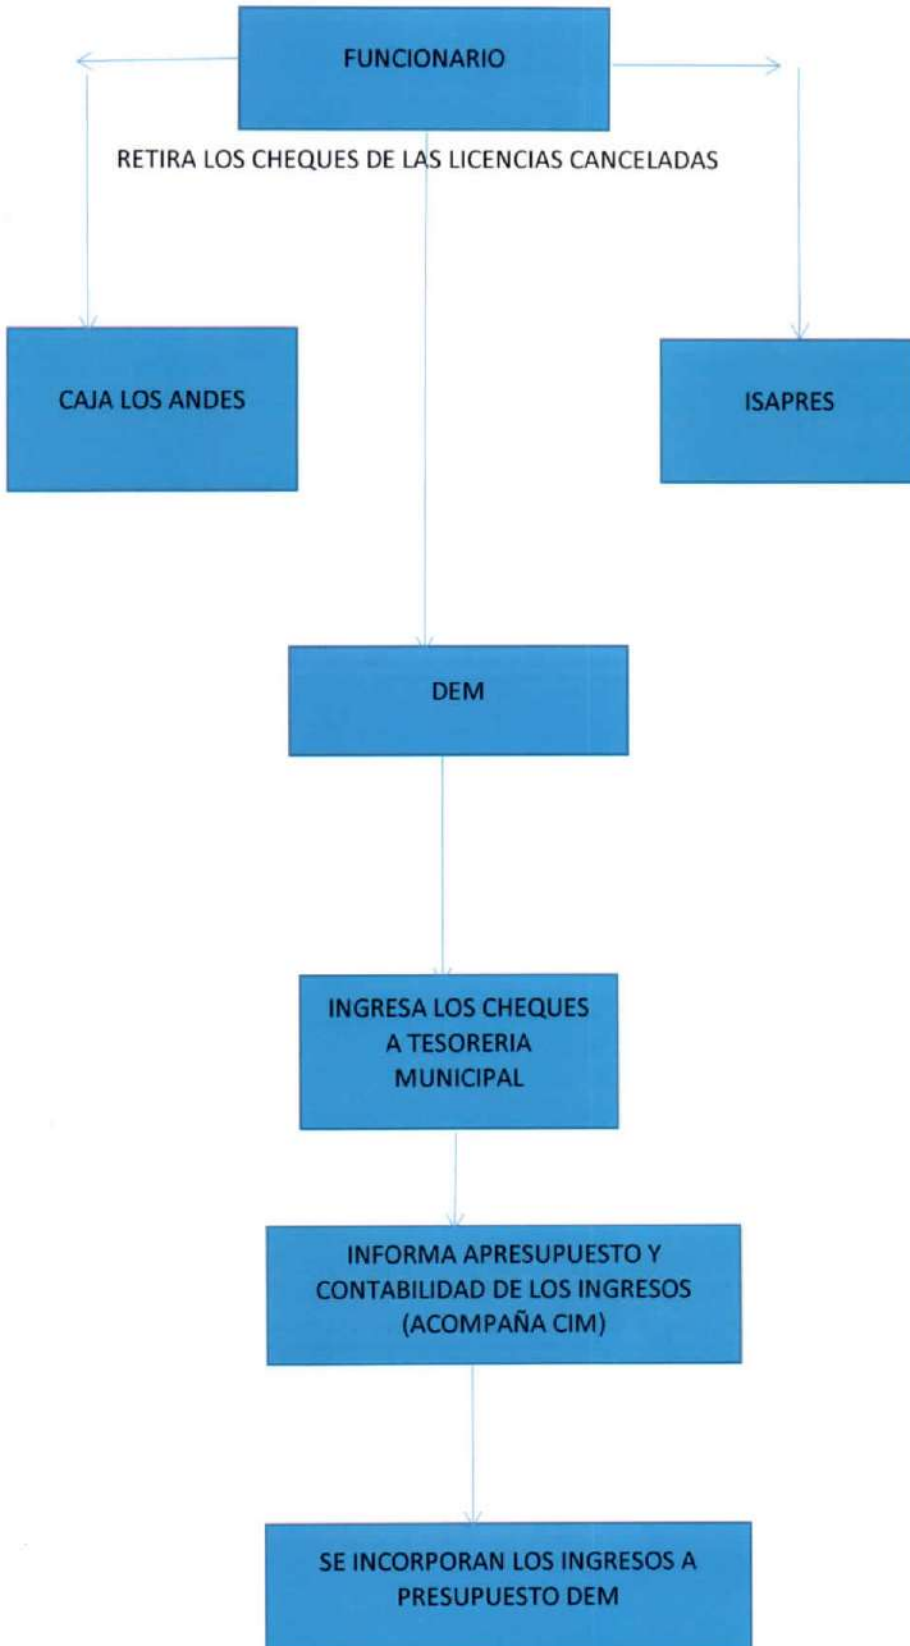 FUNCIONARIO
RETIRA LOS CHEQUES DE LAS LICENCIAS CANCELADAS
CAJA LOS ANDES
ISAPRES
DEM
INGRESA LOS CHEQUES
A TESORERIA
MUNICIPAL
INFORMA APRESUPUESTO Y
CONTABILIDAD DE LOS INGRESOS
(ACOMPAÑA CIM)
SE INCORPORAN LOS INGRESOS A
PRESUPUESTO DEM